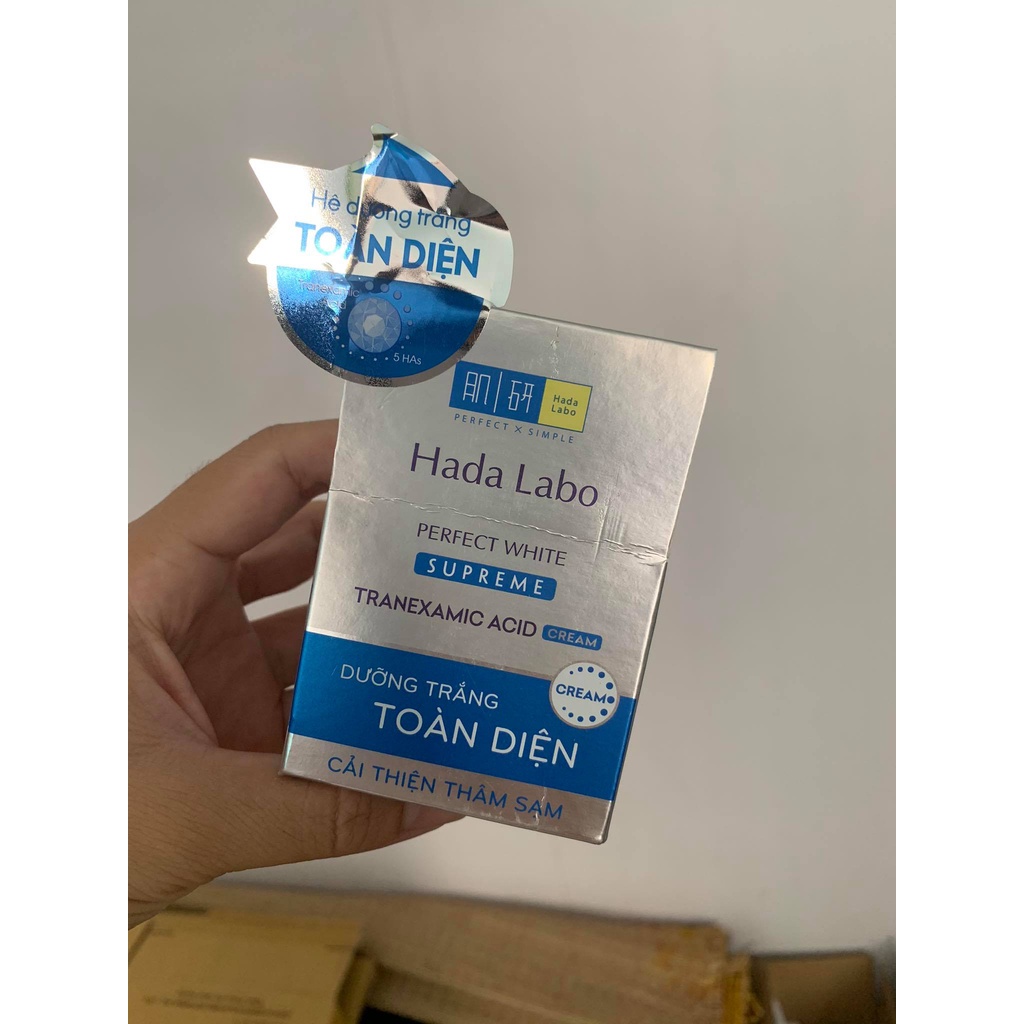 Hệ dưỡng trắng
TOÀN DIỆN
Tranexamic
5 HAs
肌研
Hada
Labo
PERFECT X SIMPLE
Hada Labo
PERFECT WHITE
SUPREME
TRANEXAMIC ACID CREAM
CREAM
DƯỠNG TRẮNG
TOÀN DIỆN
CẢI THIỆN THÂM SẠM